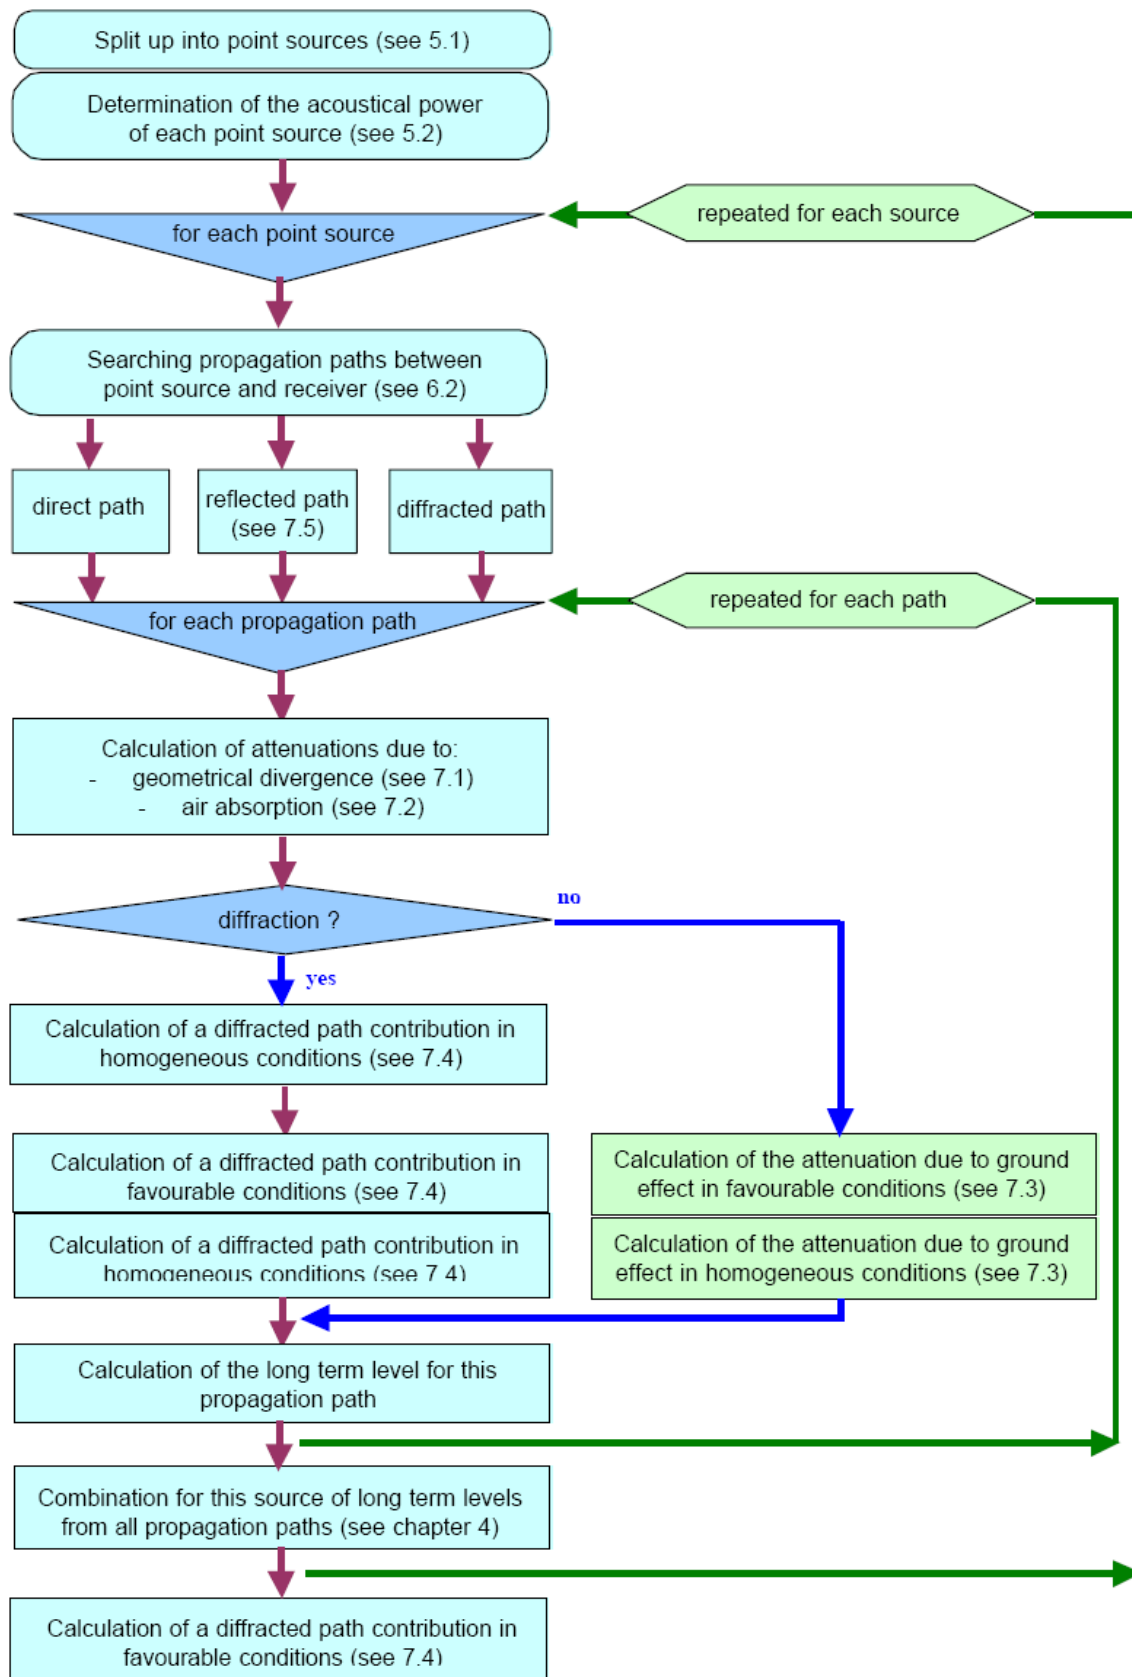 Split up into point sources (see 5.1)
Determination of the acoustical power
of each point source (see 5.2)
for each point source
repeated for each source
Searching propagation paths between
point source and receiver (see 6.2)
direct path
reflected path
(see 7.5)
diffracted path
for each propagation path
repeated for each path
Calculation of attenuations due to:
- geometrical divergence (see 7.1)
- air absorption (see 7.2)
diffraction ?
no
yes
Calculation of a diffracted path contribution in
homogeneous conditions (see 7.4)
Calculation of a diffracted path contribution in
favourable conditions (see 7.4)
Calculation of a diffracted path contribution in
homogeneous conditions (see 7.4)
Calculation of the attenuation due to ground
effect in favourable conditions (see 7.3)
Calculation of the attenuation due to ground
effect in homogeneous conditions (see 7.3)
Calculation of the long term level for this
propagation path
Combination for this source of long term levels
from all propagation paths (see chapter 4)
Calculation of a diffracted path contribution in
favourable conditions (see 7.4)